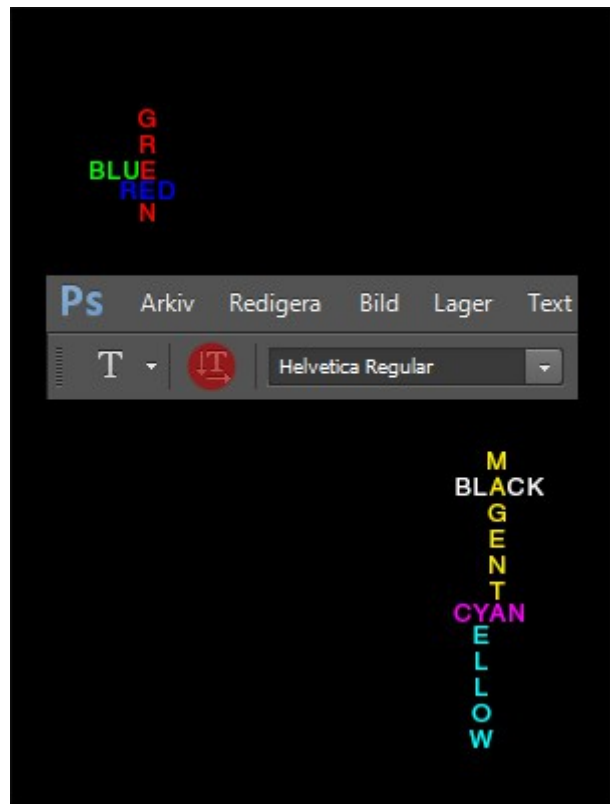 G
R
BLUE
RED
N
Ps Arkiv Redigera Bild Lager Text
T T Helvetica Regular
M
BLACK
G
E
N
T
CYAN
E
L
L
O
W